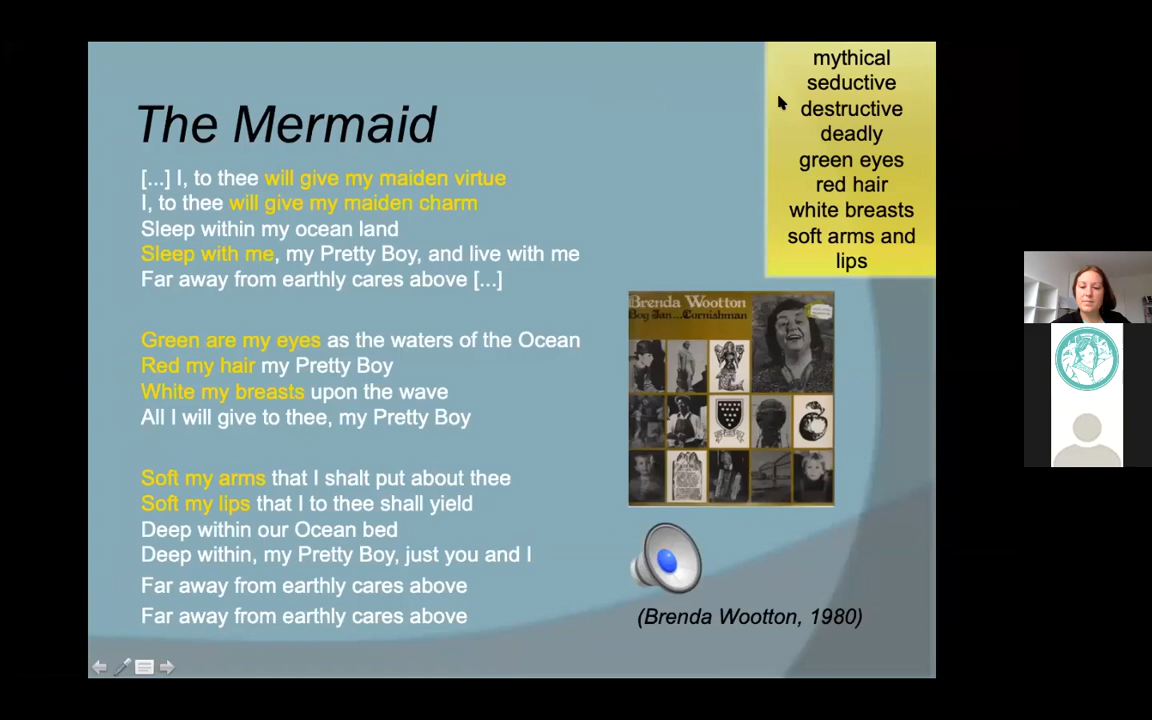 The Mermaid
[...] I, to thee will give my maiden virtue
I, to thee will give my maiden charm
Sleep within my ocean land
Sleep with me, my Pretty Boy, and live with me
Far away from earthly cares above [...]
Green are my eyes as the waters of the Ocean
Red my hair my Pretty Boy
White my breasts upon the wave
All I will give to thee, my Pretty Boy
Soft my arms that I shalt put about thee
Soft my lips that I to thee shall yield
Deep within our Ocean bed
Deep within, my Pretty Boy, just you and I
Far away from earthly cares above
Far away from earthly cares above
mythical
seductive
destructive
deadly
green eyes
red hair
white breasts
soft arms and
lips
Brenda Wootton
Boy Jan...Cornishman
(Brenda Wootton, 1980)